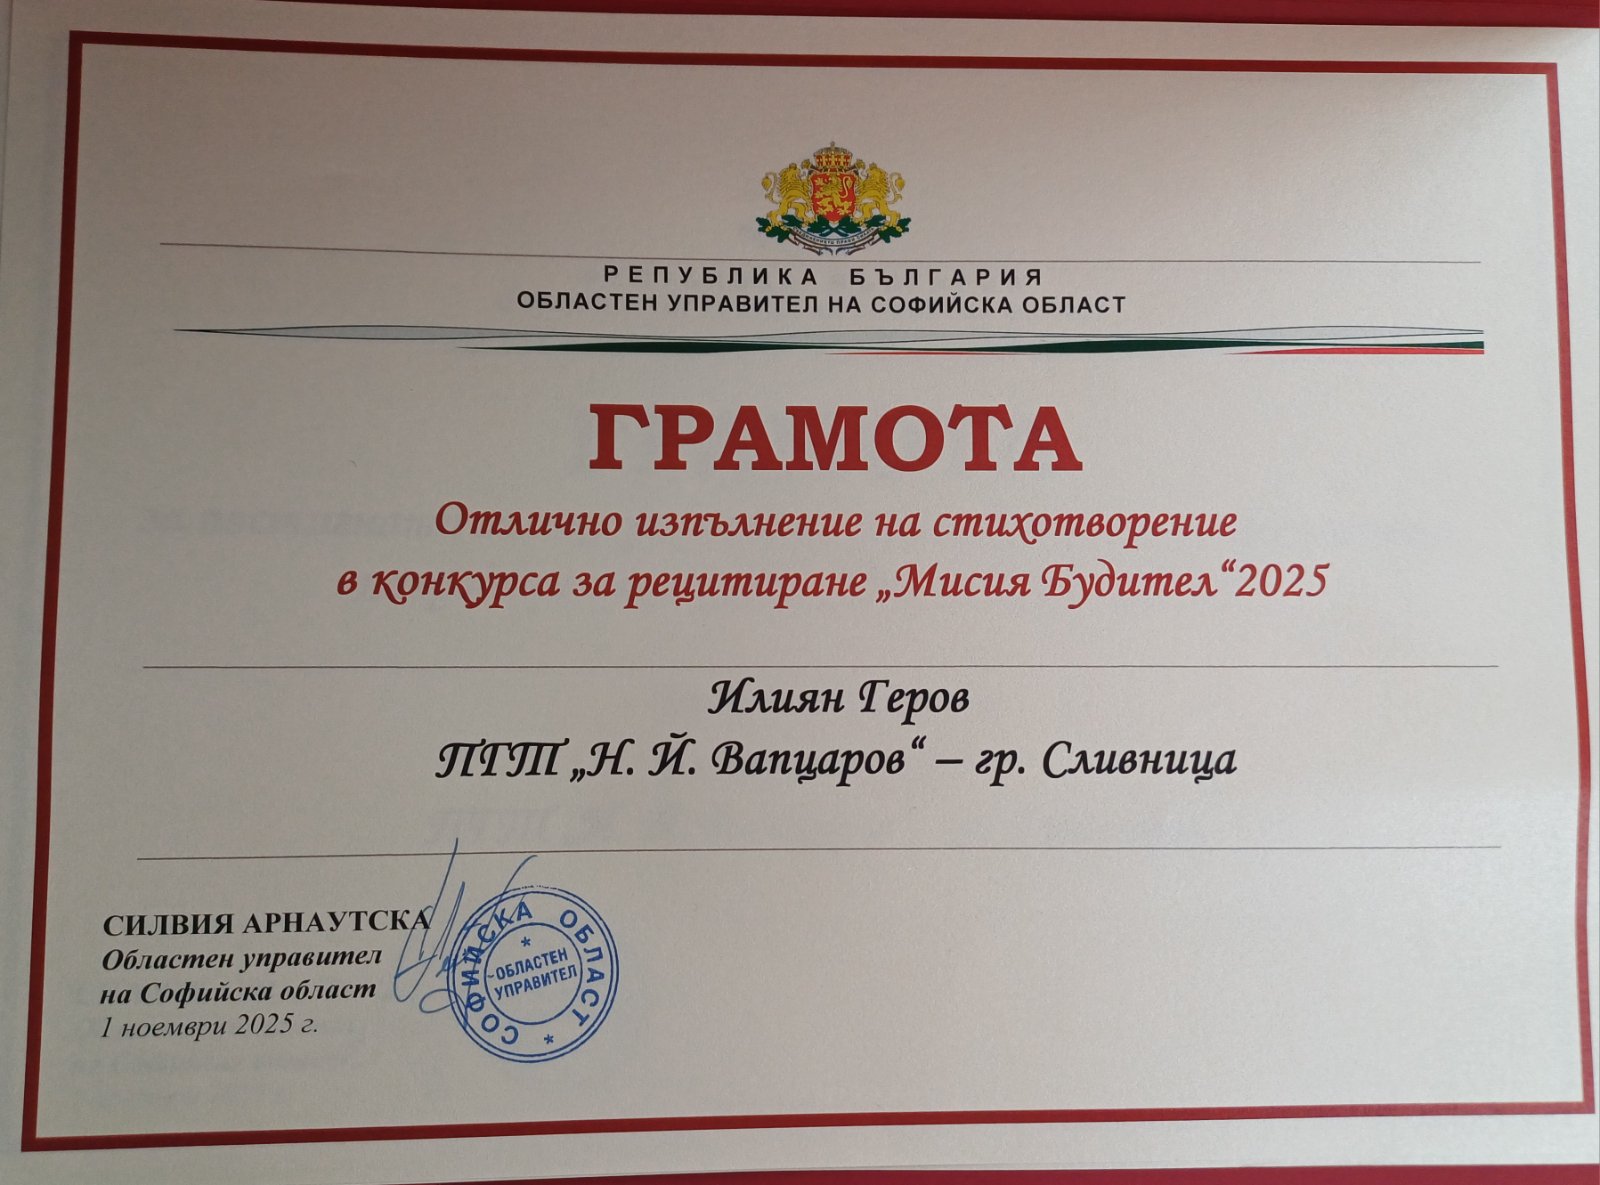 РЕПУБЛИКА БЪЛГАРИЯ
ОБЛАСТЕН УПРАВИТЕЛ НА СОФИЙСКА ОБЛАСТ
ГРАМОТА
Отлично изпълнение на стихотворение
в конкурса за рецитиране „Мисия Будител“2025
Илиян Геров
ПГТ „Н. Й. Вапцаров“ – гр. Сливница
СИЛВИЯ АРНАУТСКА
Областен управител
на Софийска област
1 ноември 2025 г.
СОФИЙСКА ОБЛАСТ
ОБЛАСТЕН
УПРАВИТЕЛ